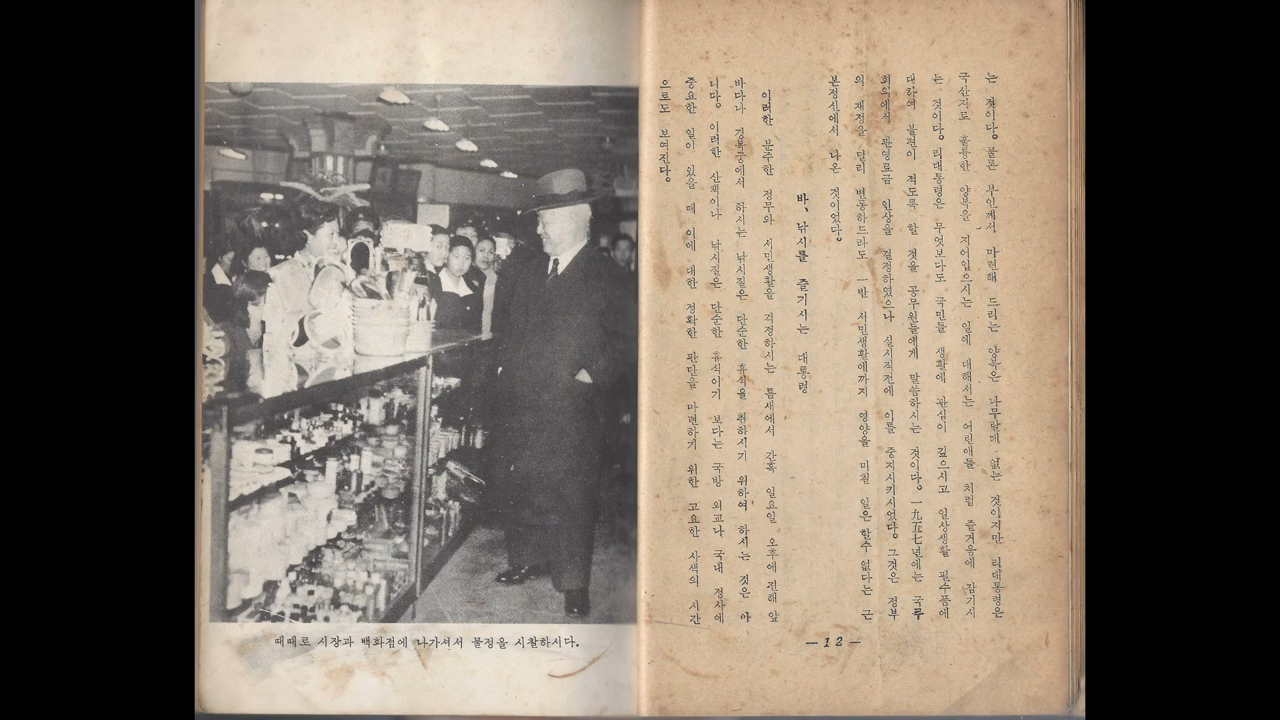 는 것이다. 물론 부인께서 마련해 드리는 양복은 나무랄데 없는 것이지만 리대통령은
국산지로 훌륭한 양복을 지어입으시는 일에 대해서는 어린애들 처럼 즐거움에 잠기시
는 것이다. 리대통령은 무엇보다도 국민들 생활에 관심이 깊으시고 일상생활 필수품에
대하여 불편이 적도록 할 것을 공무원들에게 말씀하시는 것이다. 一九五七년에는 국무
회의에서 관영료금 인상을 결정하였으나 실시직전에 이를 중지시키시었다. 그것은 정부
의 재정을 달리 변통하드라도 一반 서민생활에까지 영양을 미칠 일은 할수 없다는 근
본정신에서 나온 것이었다.
바、낚시를 즐기시는 대통령
이러한 분주한 정무와 서민생활을 걱정하시는 틈새에서 간혹 일요일 오후에 진해 앞
바다나 경복궁에서 하시는 낚시질은 단순한 휴식을 취하시기 위하여 하시는 것은 아
니다. 이러한 산책이나 낚시질은 단순한 휴식이기 보다는 국방 외교나 국내 정사에
중요한 일이 있을 때 이에 대한 정확한 판단을 마련하기 위한 고요한 사색의 시간
으로도 보여진다.
—12—
때떼로 시장과 백화점에 나가셔서 물정을 시찰하시다.